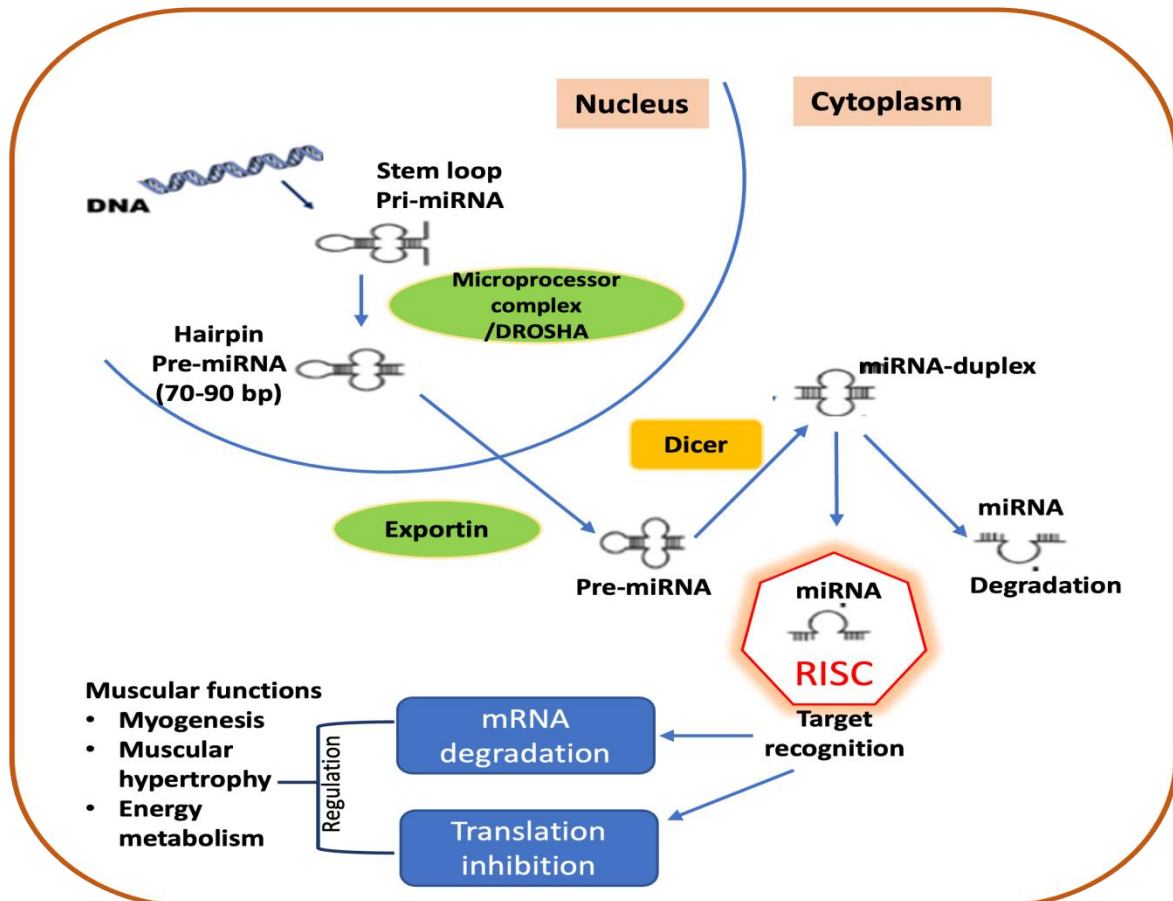 Nucleus
Cytoplasm
DNA
Stem loop
Pri-miRNA
Microprocessor
complex
/DROSHA
Hairpin
Pre-miRNA
(70-90 bp)
miRNA-duplex
Dicer
Exportin
Pre-miRNA
miRNA
Degradation
miRNA
RISC
Target
recognition
Muscular functions
• Myogenesis
• Muscular
hypertrophy
• Energy
metabolism
Regulation
mRNA
degradation
Translation
inhibition